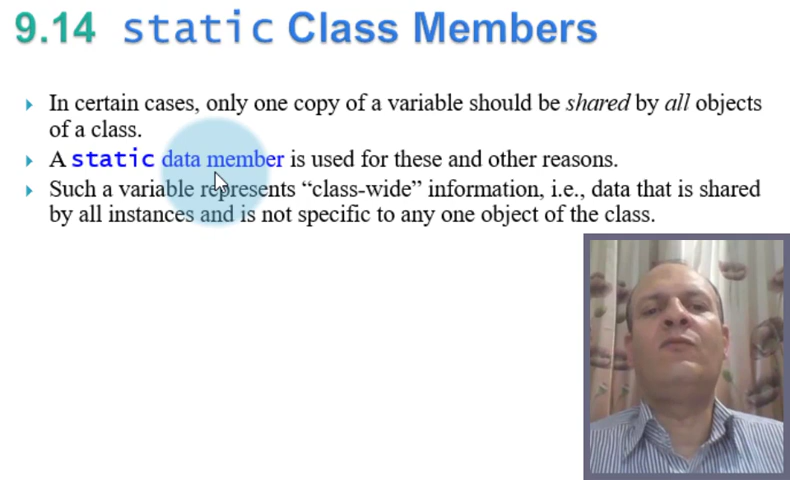 9.14 static Class Members
In certain cases, only one copy of a variable should be shared by all objects
of a class.
A static data member is used for these and other reasons.
Such a variable represents “class-wide” information, i.e., data that is shared
by all instances and is not specific to any one object of the class.